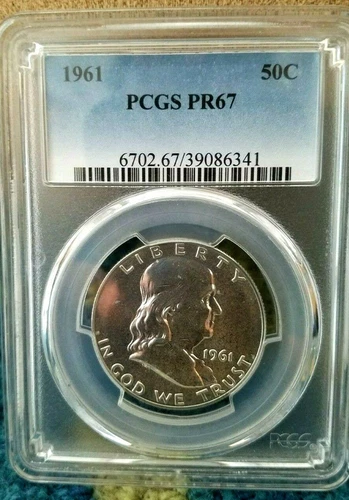 1961 50C
PCGS PR67
6702.67/39086341
LIBERTY
1961
IN GOD WE TRUST
PCGS